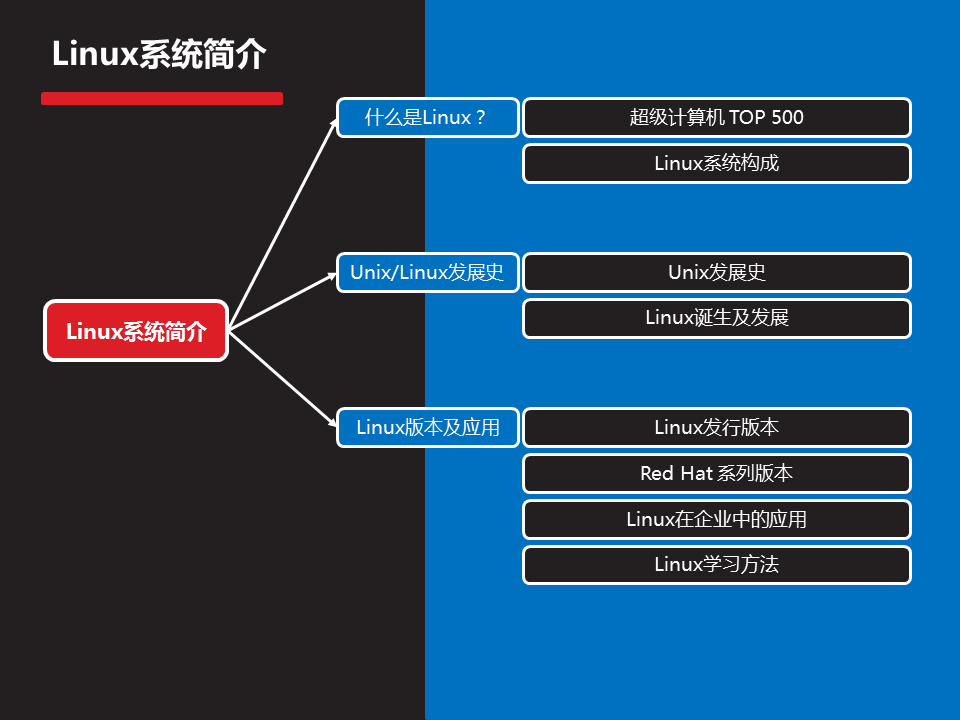 Linux系统简介
什么是Linux？
超级计算机 TOP 500
Linux系统构成
Unix/Linux发展史
Unix发展史
Linux诞生及发展
Linux系统简介
Linux版本及应用
Linux发行版本
Red Hat 系列版本
Linux在企业中的应用
Linux学习方法